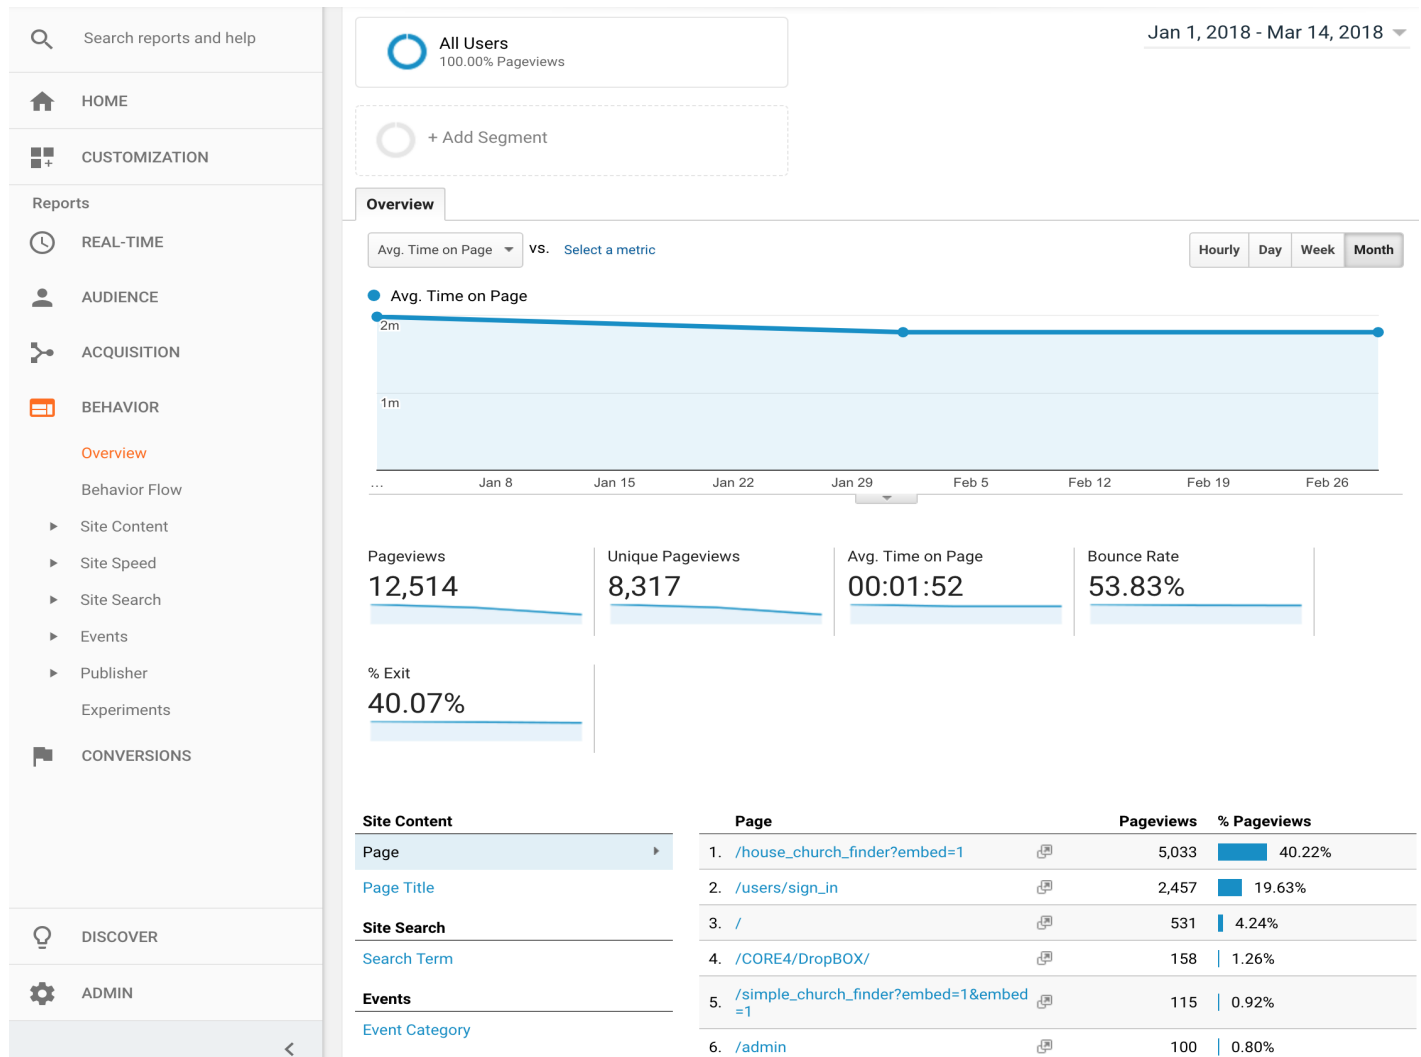 Search reports and help
HOME
CUSTOMIZATION
Reports
REAL-TIME
AUDIENCE
ACQUISITION
BEHAVIOR
Overview
Behavior Flow
Site Content
Site Speed
Site Search
Events
Publisher
Experiments
CONVERSIONS
DISCOVER
ADMIN
All Users
100.00% Pageviews
Jan 1, 2018 - Mar 14, 2018
+ Add Segment
Overview
Avg. Time on Page VS. Select a metric
Hourly Day Week Month
Avg. Time on Page
2m
1m
... Jan 8 Jan 15 Jan 22 Jan 29 Feb 5 Feb 12 Feb 19 Feb 26
Pageviews Unique Pageviews Avg. Time on Page Bounce Rate
12,514 8,317 00:01:52 53.83%
% Exit
40.07%
Site Content
Page
Page Title
Site Search
Search Term
Events
Event Category
Page Pageviews % Pageviews
1. /house_church_finder?embed=1 5,033 40.22%
2. /users/sign_in 2,457 19.63%
3. / 531 4.24%
4. /CORE4/DropBOX/ 158 1.26%
5. /simple_church_finder?embed=1&embed
=1 115 0.92%
6. /admin 100 0.80%